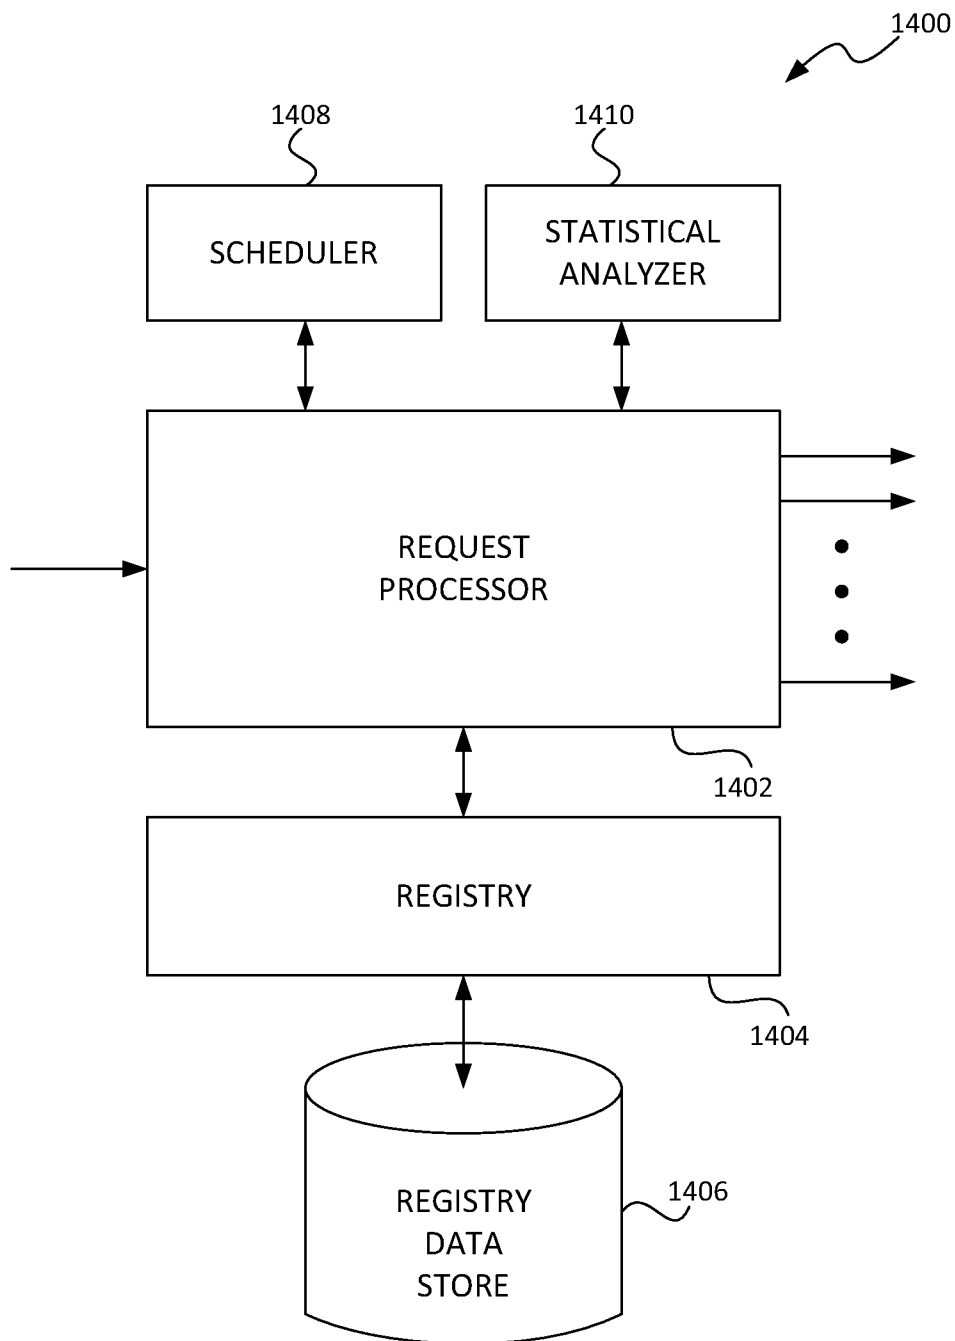 1400
1408
1410
SCHEDULER
STATISTICAL
ANALYZER
REQUEST
PROCESSOR
1402
REGISTRY
1404
1406
REGISTRY
DATA
STORE